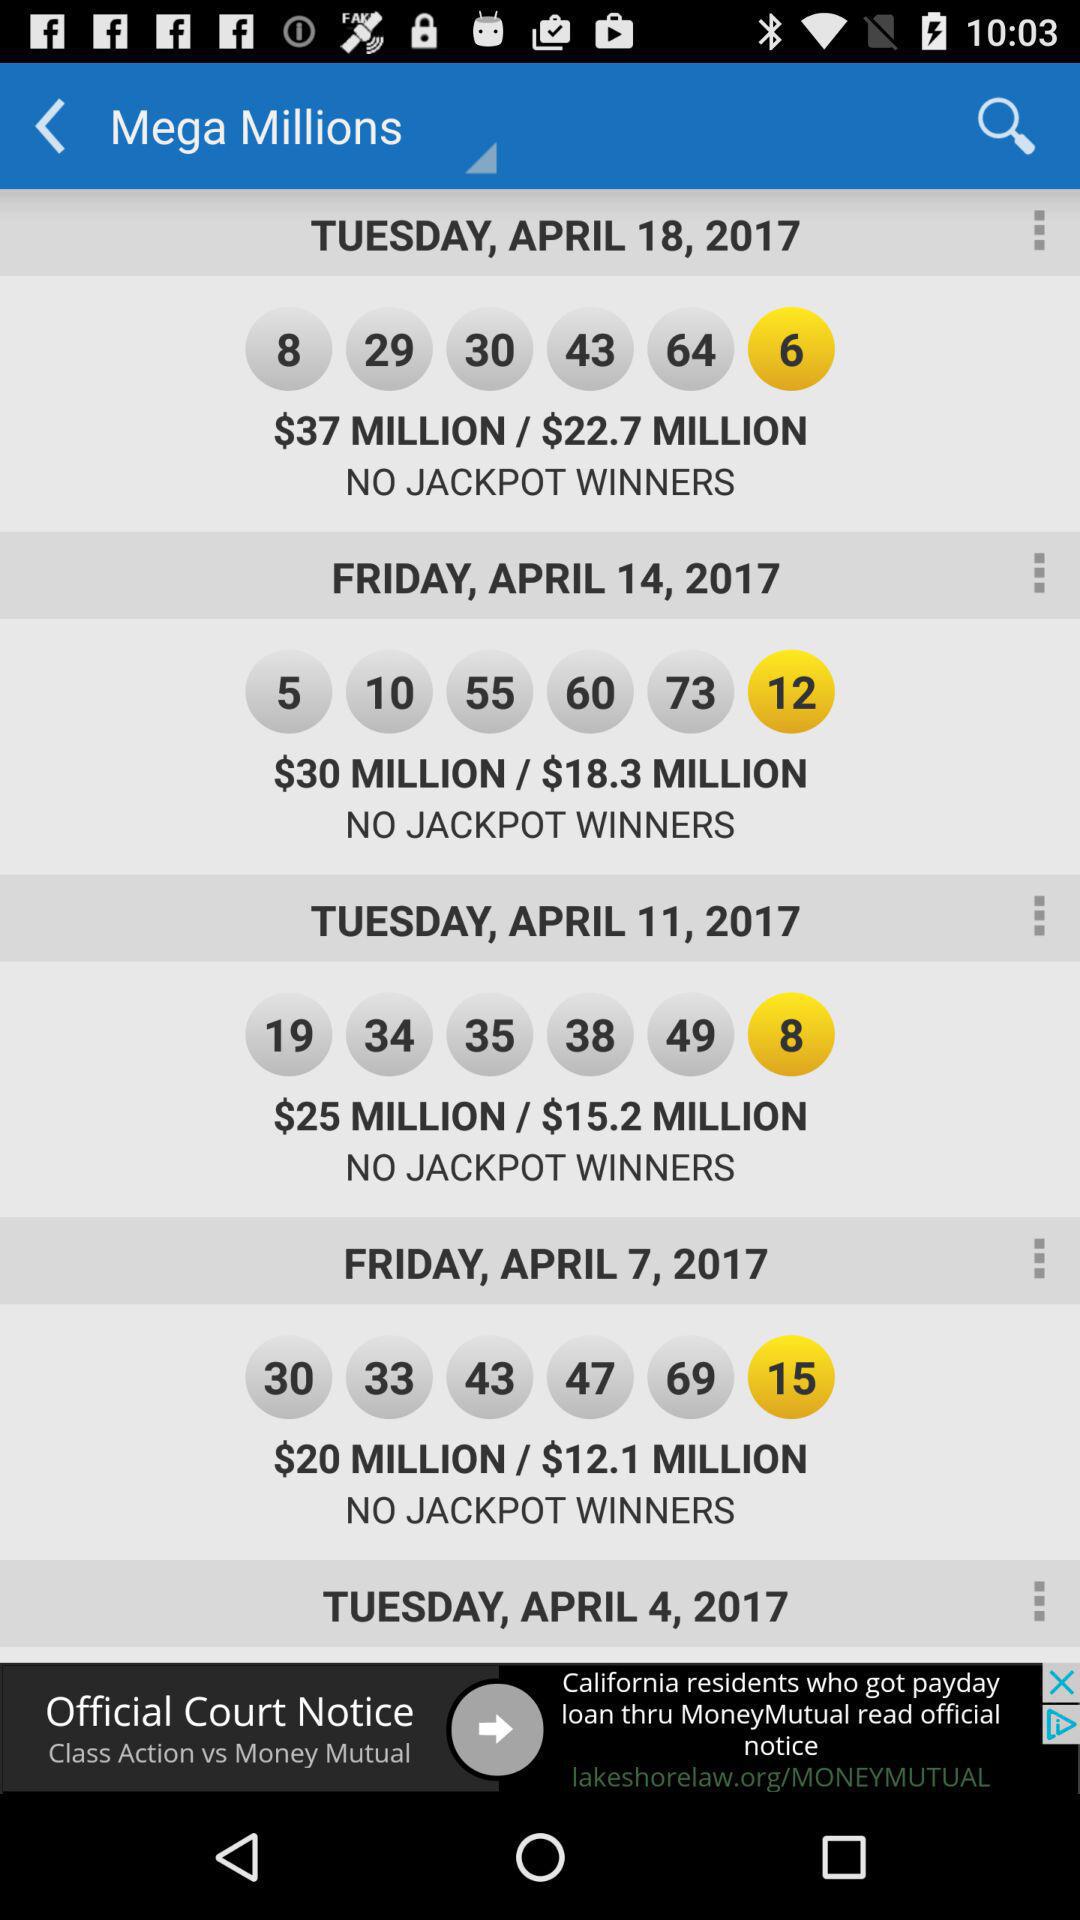 FAKE
10:03
Mega Millions
TUESDAY, APRIL 18, 2017
8 29 30 43 64 6
$37 MILLION / $22.7 MILLION
NO JACKPOT WINNERS
FRIDAY, APRIL 14, 2017
5 10 55 60 73 12
$30 MILLION / $18.3 MILLION
NO JACKPOT WINNERS
TUESDAY, APRIL 11, 2017
19 34 35 38 49 8
$25 MILLION / $15.2 MILLION
NO JACKPOT WINNERS
FRIDAY, APRIL 7, 2017
30 33 43 47 69 15
$20 MILLION / $12.1 MILLION
NO JACKPOT WINNERS
TUESDAY, APRIL 4, 2017
Official Court Notice
Class Action vs Money Mutual
California residents who got payday
loan thru MoneyMutual read official
notice
lakeshorelaw.org/MONEYMUTUAL